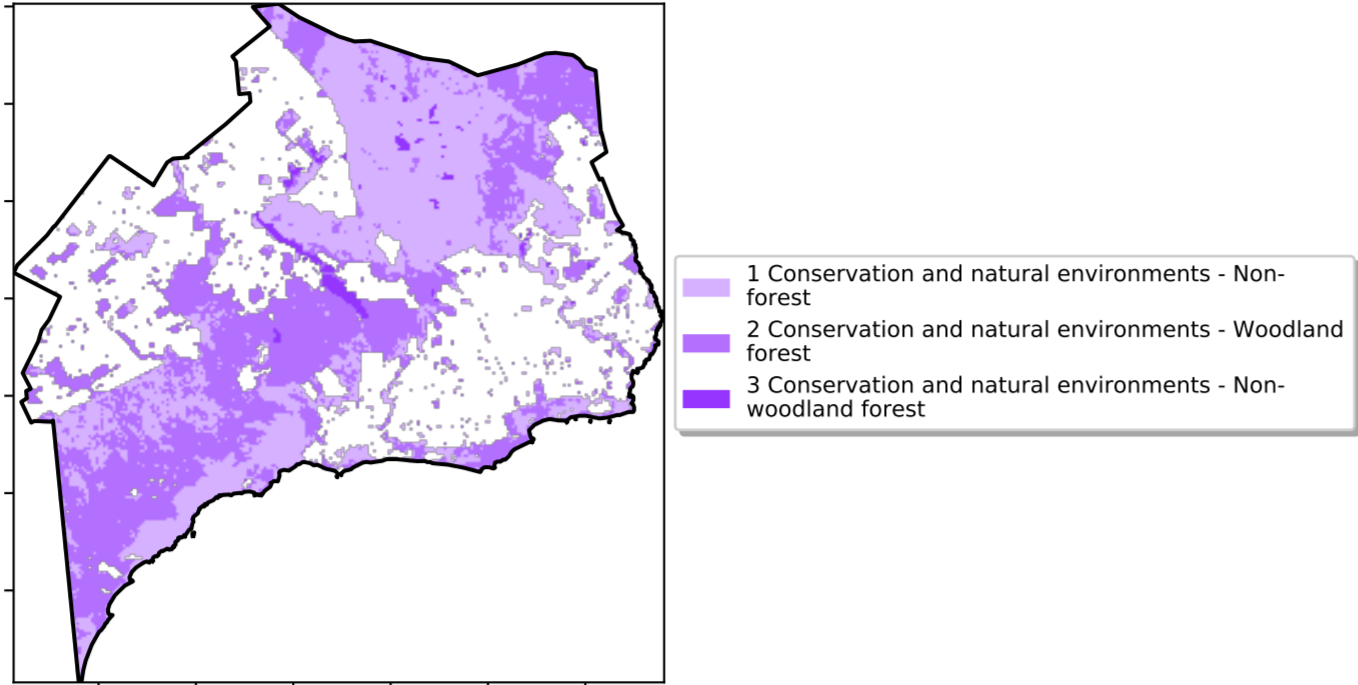 1 Conservation and natural environments - Non-
forest
2 Conservation and natural environments - Woodland
forest
3 Conservation and natural environments - Non-
woodland forest